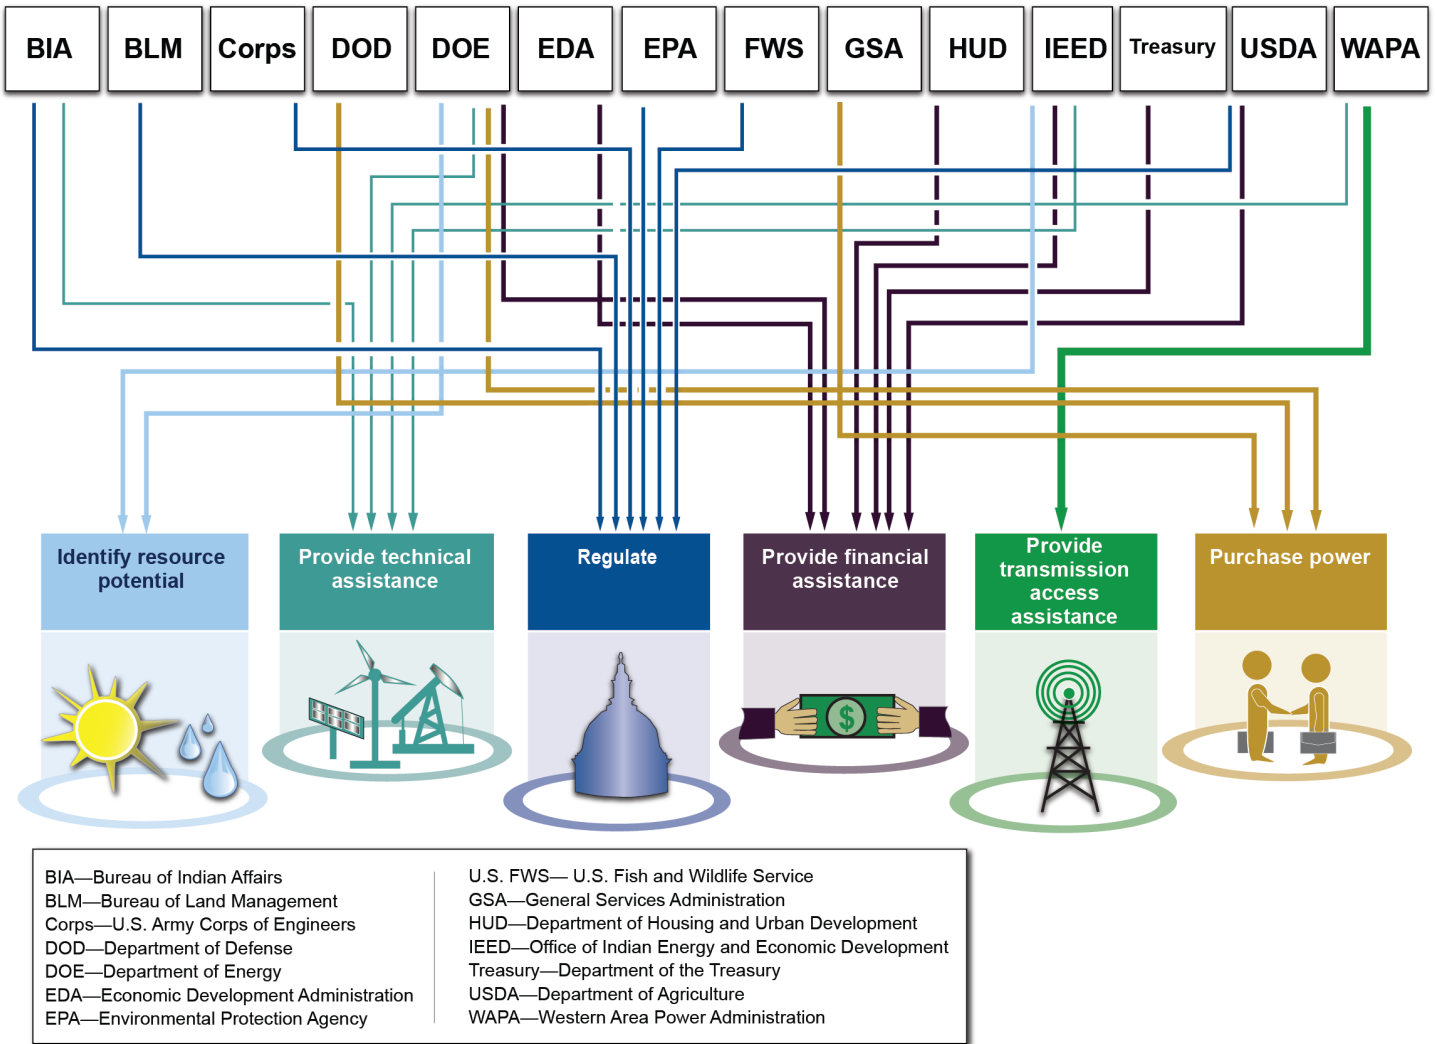 BIA BLM Corps DOD DOE EDA EPA FWS GSA HUD IEED Treasury USDA WAPA
Identify resource
potential
Provide technical
assistance
Regulate
Provide financial
assistance
Provide
transmission
access
assistance
Purchase power
$
BIA—Bureau of Indian Affairs
BLM—Bureau of Land Management
Corps—U.S. Army Corps of Engineers
DOD—Department of Defense
DOE—Department of Energy
EDA—Economic Development Administration
EPA—Environmental Protection Agency
U.S. FWS— U.S. Fish and Wildlife Service
GSA—General Services Administration
HUD—Department of Housing and Urban Development
IEED—Office of Indian Energy and Economic Development
Treasury—Department of the Treasury
USDA—Department of Agriculture
WAPA—Western Area Power Administration